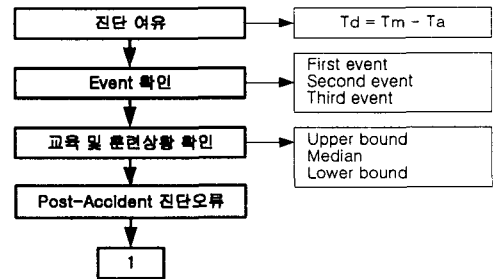 진단 여유
Td = Tm - Ta
Event 확인
First event
Second event
Third event
교육 및 훈련상황 확인
Upper bound
Median
Lower bound
Post-Accident 진단오류
1